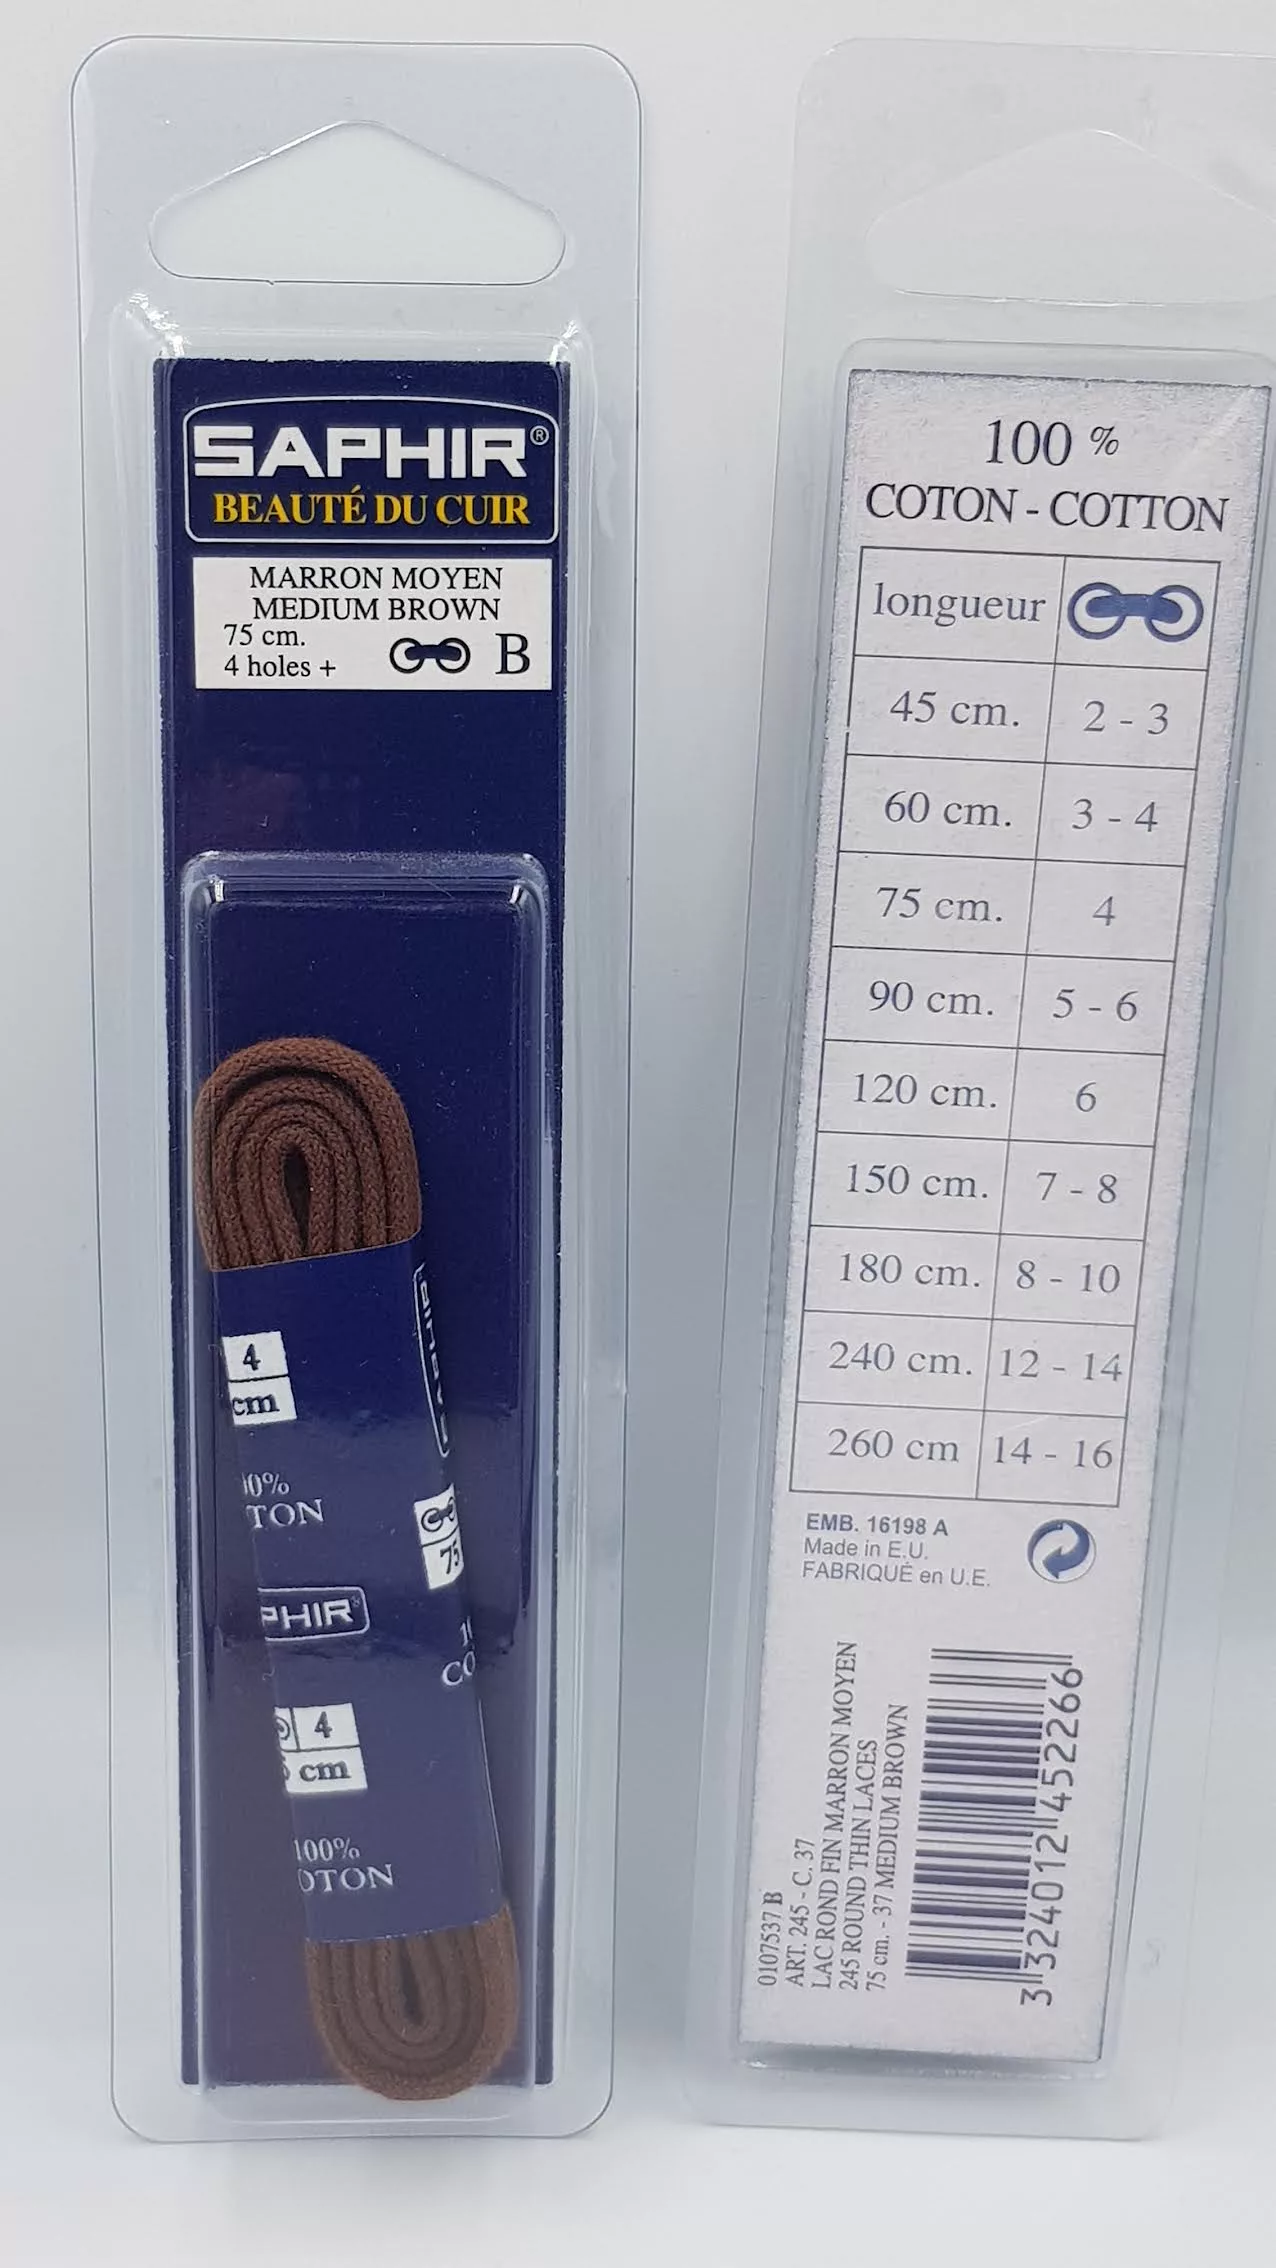 SAPHIR®
BEAUTÉ DU CUIR
MARRON MOYEN
MEDIUM BROWN
75 cm.
4 holes +
B
4
cm
0%
TON
PHIR
4
cm
100%
OTON
75
CO
100 %
COTON - COTTON
longueur
45 cm. 2 - 3
60 cm. 3 - 4
75 cm. 4
90 cm. 5 - 6
120 cm. 6
150 cm. 7 - 8
180 cm. 8 - 10
240 cm. 12 - 14
260 cm 14 - 16
EMB. 16198 A
Made in E.U.
FABRIQUÉ en U.E.
0107537 B
ART. 245 - C. 37
LAC ROND FIN MARRON MOYEN
245 ROUND THIN LACES
75 cm. - 37 MEDIUM BROWN
3 324012 452266